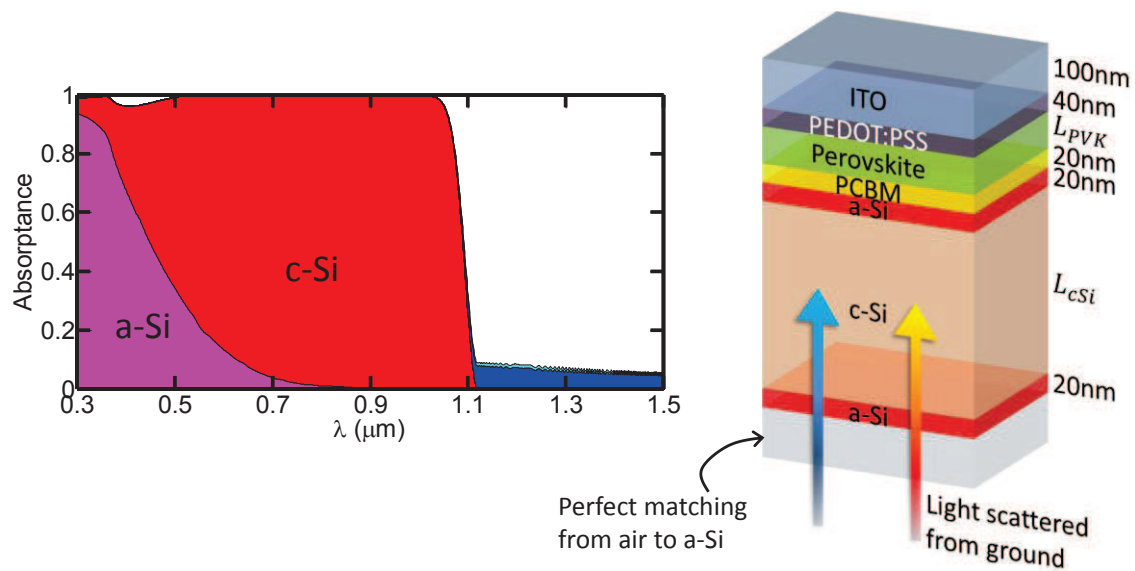 1
0.8
0.6
0.4
0.2
0
Absorptance
a-Si
c-Si
0.3
0.5
0.7
0.9
1.1
1.3
1.5
λ (μm)
ITO
PEDOT:PSS
Perovskite
PCBM
a-Si
c-Si
a-Si
100nm
40nm
L_PVK
20nm
20nm
L_cSi
20nm
Perfect matching
from air to a-Si
Light scattered
from ground